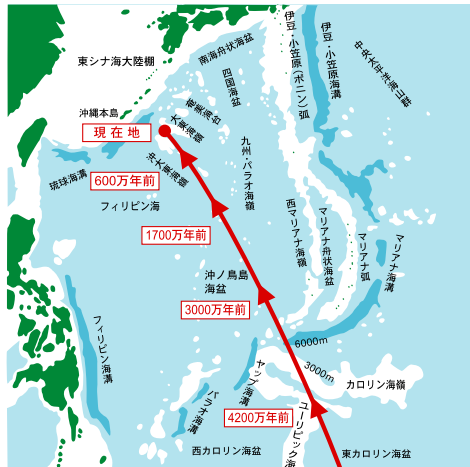 東シナ海大陸棚
南海舟状海盆
四国海盆
奄美海台
大東海嶺
沖縄本島
現在地
沖大東海嶺
琉球海溝
600万年前
フィリピン海
九州・パラオ海嶺
伊豆・小笠原(ボニン)弧
伊豆・小笠原海溝
中央太平洋海山群
1700万年前
西マリアナ海嶺
マリアナ舟状海盆
マリアナ弧
マリアナ海溝
沖ノ鳥島
海盆
3000万年前
フィリピン海溝
6000m
3000m
ヤップ海溝
カロリン海嶺
パラオ海溝
4200万年前
ユーリピック海
西カロリン海盆
東カロリン海盆